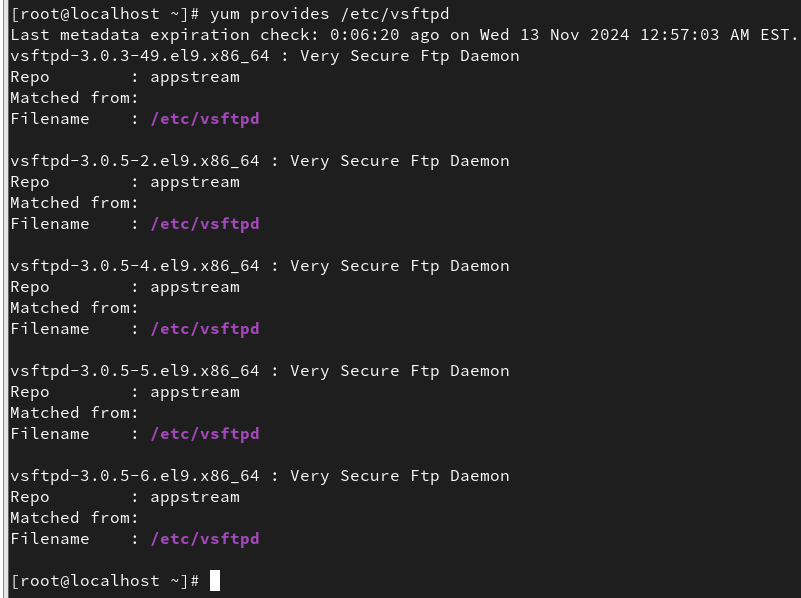 [root@localhost ~]# yum provides /etc/vsftpd
Last metadata expiration check: 0:06:20 ago on Wed 13 Nov 2024 12:57:03 AM EST.
vsftpd-3.0.3-49.el9.x86_64 : Very Secure Ftp Daemon
Repo        : appstream
Matched from:
Filename    : /etc/vsftpd

vsftpd-3.0.5-2.el9.x86_64 : Very Secure Ftp Daemon
Repo        : appstream
Matched from:
Filename    : /etc/vsftpd

vsftpd-3.0.5-4.el9.x86_64 : Very Secure Ftp Daemon
Repo        : appstream
Matched from:
Filename    : /etc/vsftpd

vsftpd-3.0.5-5.el9.x86_64 : Very Secure Ftp Daemon
Repo        : appstream
Matched from:
Filename    : /etc/vsftpd

vsftpd-3.0.5-6.el9.x86_64 : Very Secure Ftp Daemon
Repo        : appstream
Matched from:
Filename    : /etc/vsftpd

[root@localhost ~]#